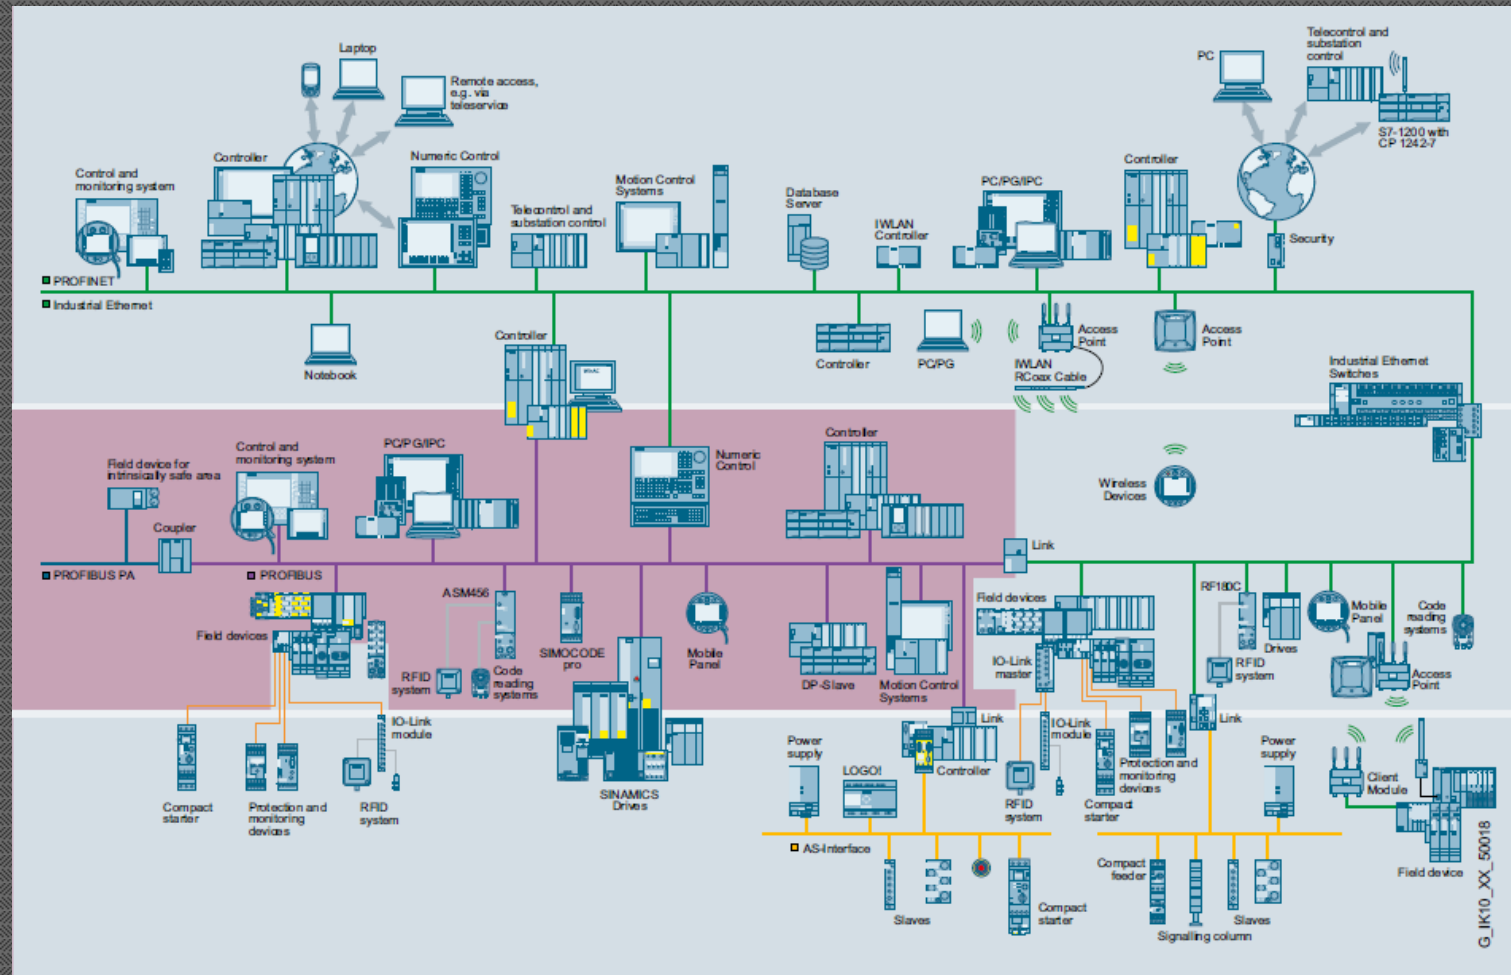 Laptop
Remote access,
e.g. via
teleservice
Controller
Numeric Control
Control and
monitoring system
Motion Control
Systems
Telecontrol and
substation control
Database
Server
IWLAN
Controller
PC/PG/IPC
Controller
PC
Telecontrol and
substation
control
S7-1200 with
CP 1242-7
Security
PROFINET
Industrial Ethernet
Notebook
Controller
WinAC
Controller
PC/PG
IWLAN
RCoax Cable
Access
Point
Access
Point
Industrial Ethernet
Switches
Field device for
intrinsically safe area
Control and
monitoring system
PC/PG/IPC
Numeric
Control
Controller
Wireless
Devices
Coupler
Link
PROFIBUS PA
PROFIBUS
Field devices
ASM456
RFID
system
Code
reading
systems
SIMOCODE
pro
Mobile
Panel
DP-Slave
Motion Control
Systems
Field devices
IO-Link
master
RF180C
RFID
system
Drives
Mobile
Panel
Code
reading
systems
Access
Point
Compact
starter
Protection and
monitoring
devices
RFID
system
IO-Link
module
SINAMICS
Drives
Power
supply
LOGO!
Link
Controller
RFID
system
IO-Link
module
Compact
starter
Protection and
monitoring
devices
Link
Power
supply
Client
Module
Field device
AS-Interface
Slaves
Compact
starter
Compact
feeder
Signalling column
Slaves
G_IK10_XX_50018